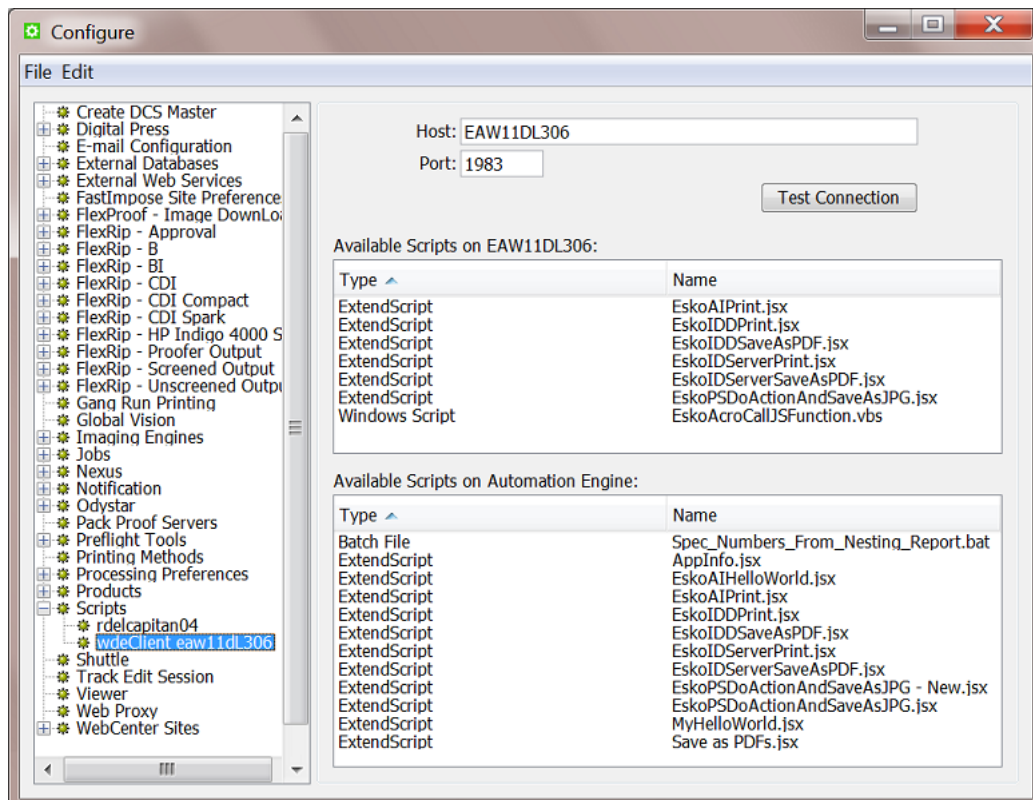 Configure
File Edit
Create DCS Master
Digital Press
E-mail Configuration
External Databases
External Web Services
FastImpose Site Preference
FlexProof - Image DownLoa
FlexRip - Approval
FlexRip - B
FlexRip - BI
FlexRip - CDI
FlexRip - CDI Compact
FlexRip - CDI Spark
FlexRip - HP Indigo 4000 S
FlexRip - Proofer Output
FlexRip - Screened Output
FlexRip - Unscreened Outpu
Gang Run Printing
Global Vision
Imaging Engines
Jobs
Nexus
Notification
Odystar
Pack Proof Servers
Preflight Tools
Printing Methods
Processing Preferences
Products
Scripts
rdelcapitan04
wdeClient eaw11dL306
Shuttle
Track Edit Session
Viewer
Web Proxy
WebCenter Sites
Host: EAW11DL306
Port: 1983
Test Connection
Available Scripts on EAW11DL306:
Type Name
ExtendScript EskoAIPrint.jsx
ExtendScript EskoIDDPrint.jsx
ExtendScript EskoIDDSaveAsPDF.jsx
ExtendScript EskoIDServerPrint.jsx
ExtendScript EskoIDServerSaveAsPDF.jsx
ExtendScript EskoPSDoActionAndSaveAsJPG.jsx
Windows Script EskoAcroCallJSFunction.vbs
Available Scripts on Automation Engine:
Type Name
Batch File Spec_Numbers_From_Nesting_Report.bat
ExtendScript AppInfo.jsx
ExtendScript EskoAIHelloWorld.jsx
ExtendScript EskoAIPrint.jsx
ExtendScript EskoIDDPrint.jsx
ExtendScript EskoIDDSaveAsPDF.jsx
ExtendScript EskoIDServerPrint.jsx
ExtendScript EskoIDServerSaveAsPDF.jsx
ExtendScript EskoPSDoActionAndSaveAsJPG - New.jsx
ExtendScript EskoPSDoActionAndSaveAsJPG.jsx
ExtendScript MyHelloWorld.jsx
ExtendScript Save as PDFs.jsx